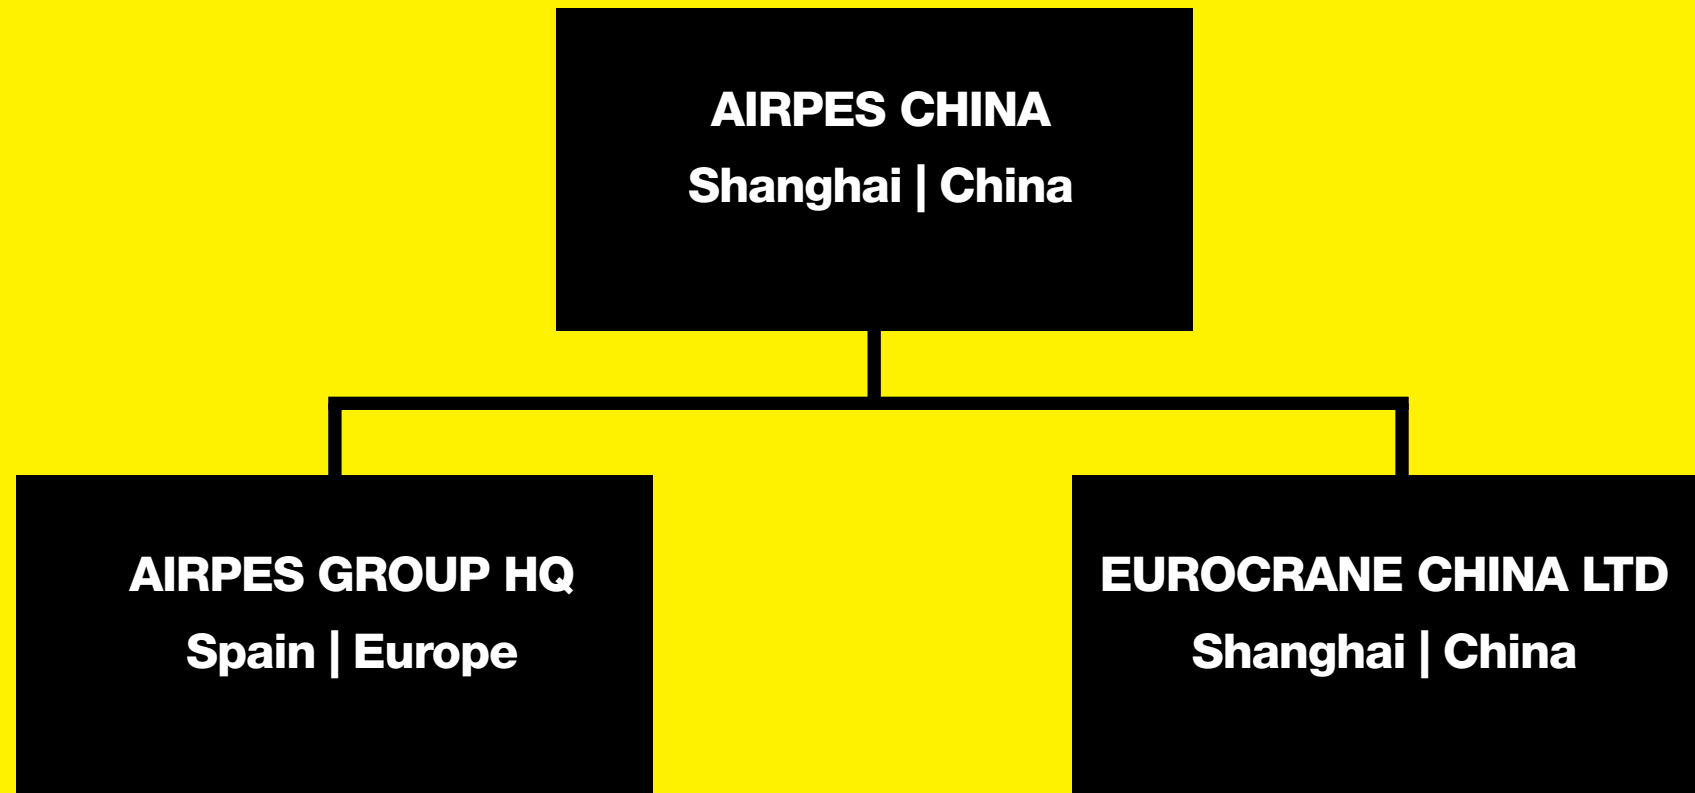 AIRPES CHINA
Shanghai | China
AIRPES GROUP HQ
Spain | Europe
EUROCRANE CHINA LTD
Shanghai | China